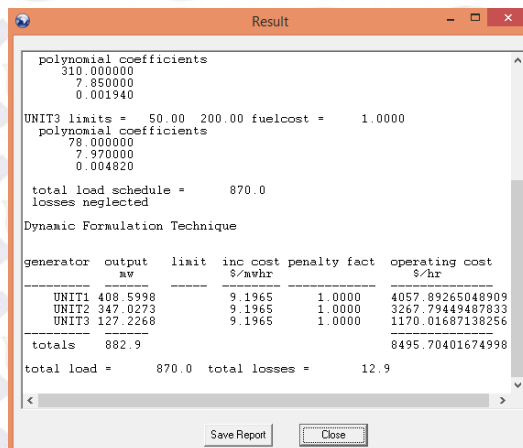 Result
polynomial coefficients
310.000000
7.850000
0.001940
UNIT3 limits = 50.00 200.00 fuelcost = 1.0000
polynomial coefficients
78.000000
7.970000
0.004820
total load schedule = 870.0
losses neglected
Dynamic Formulation Technique
generator output limit inc cost penalty fact operating cost
mw $/mwhr $/hr
--------- ------ ----- -------- ------------ --------------
UNIT1 408.5998 9.1965 1.0000 4057.89265048909
UNIT2 347.0273 9.1965 1.0000 3267.79449487833
UNIT3 127.2268 9.1965 1.0000 1170.01687138256
--------- ------ --------------
totals 882.9 8495.70401674998
total load = 870.0 total losses = 12.9
Save Report Close